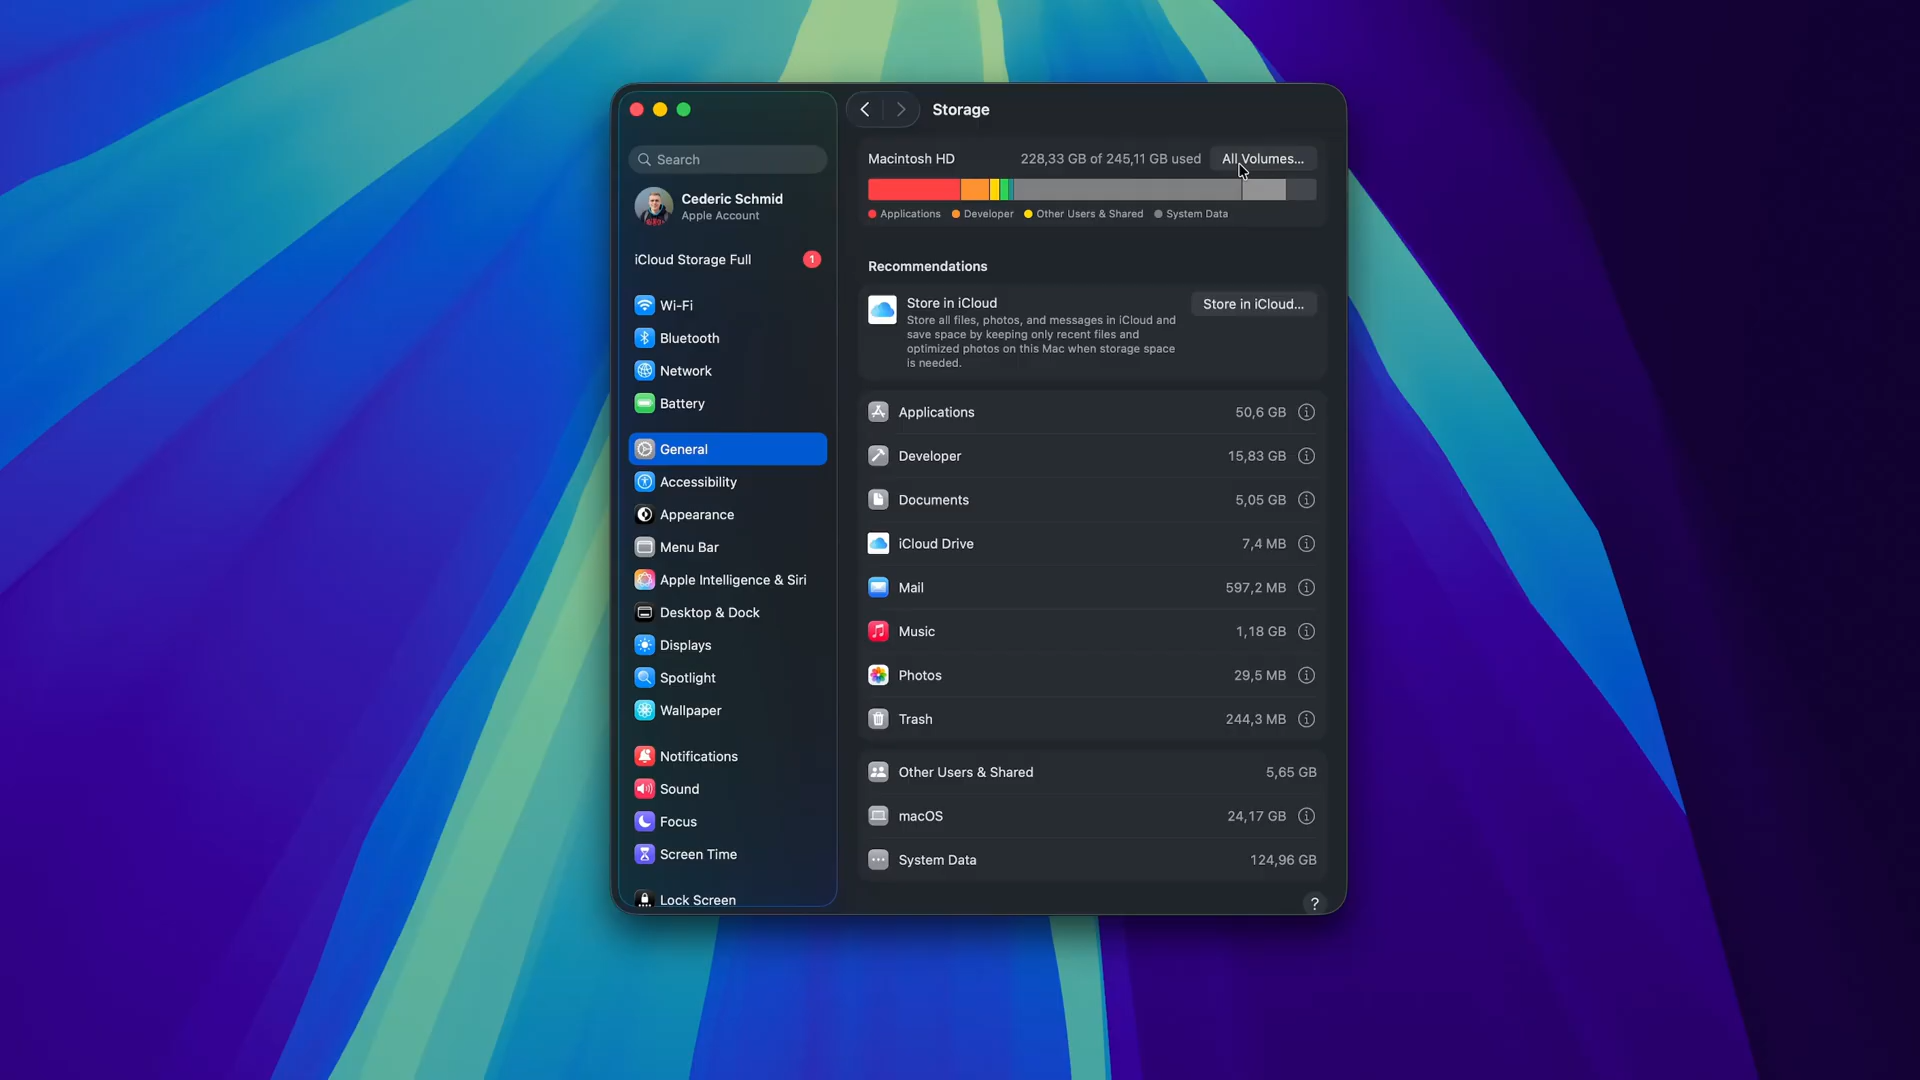 Storage
Search
Cederic Schmid
Apple Account
iCloud Storage Full 1
Wi-Fi
Bluetooth
Network
Battery
General
Accessibility
Appearance
Menu Bar
Apple Intelligence & Siri
Desktop & Dock
Displays
Spotlight
Wallpaper
Notifications
Sound
Focus
Screen Time
Lock Screen
Macintosh HD 228,33 GB of 245,11 GB used All Volumes...
Applications Developer Other Users & Shared System Data
Recommendations
Store in iCloud Store in iCloud...
Store all files, photos, and messages in iCloud and
save space by keeping only recent files and
optimized photos on this Mac when storage space
is needed.
Applications 50,6 GB
Developer 15,83 GB
Documents 5,05 GB
iCloud Drive 7,4 MB
Mail 597,2 MB
Music 1,18 GB
Photos 29,5 MB
Trash 244,3 MB
Other Users & Shared 5,65 GB
macOS 24,17 GB
System Data 124,96 GB
?